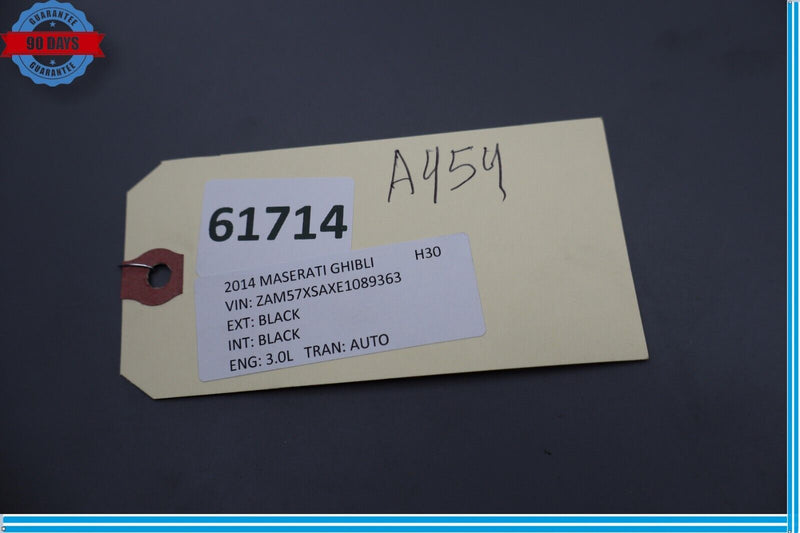 GUARANTEE
90 DAYS
GUARANTEE
A454
61714
2014 MASERATI GHIBLI H30
VIN: ZAM57XSAXE1089363
EXT: BLACK
INT: BLACK
ENG: 3.0L TRAN: AUTO